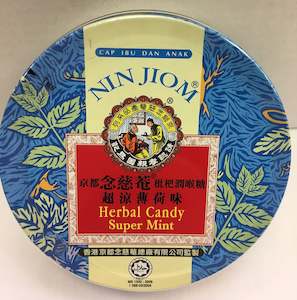 CAP IBU DAN ANAK
NIN JIOM®
®
京都念慈菴枇杷潤喉糖
超涼薄荷味
Herbal Candy
Super Mint
香港京都念慈菴總廠有限公司監製